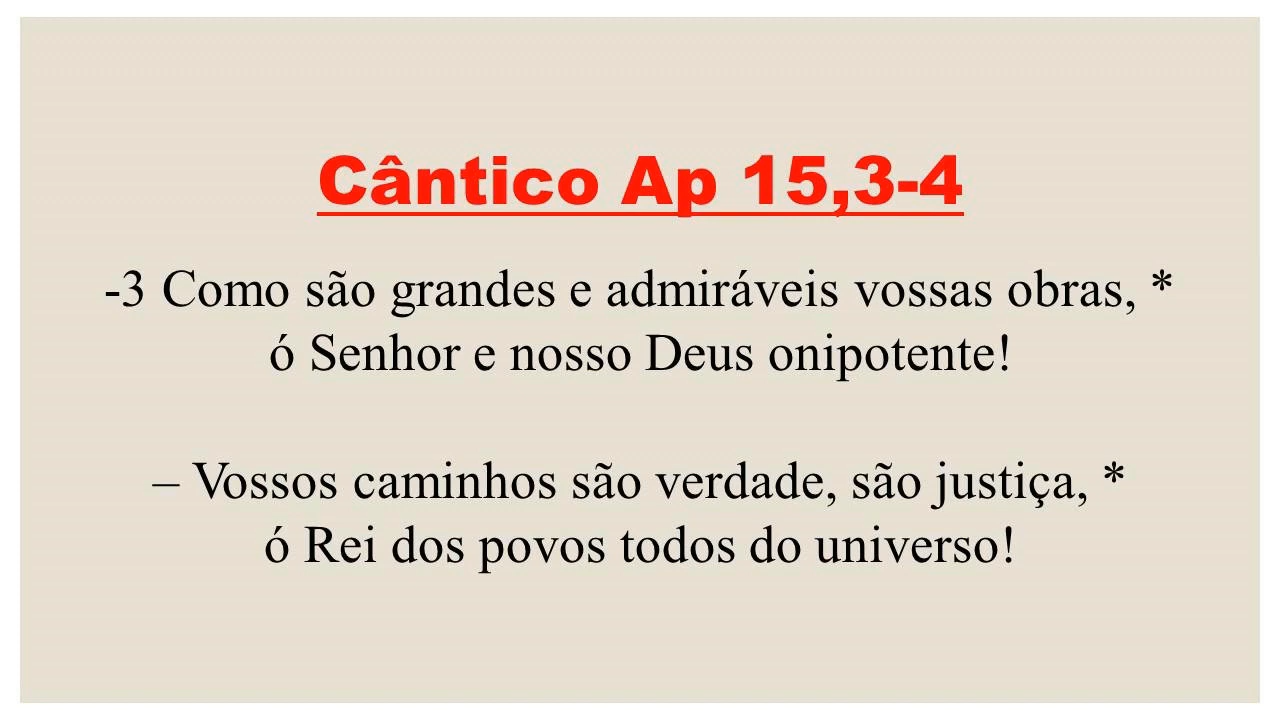 Cântico Ap 15,3-4
-3 Como são grandes e admiráveis vossas obras, *
ó Senhor e nosso Deus onipotente!
– Vossos caminhos são verdade, são justiça, *
ó Rei dos povos todos do universo!